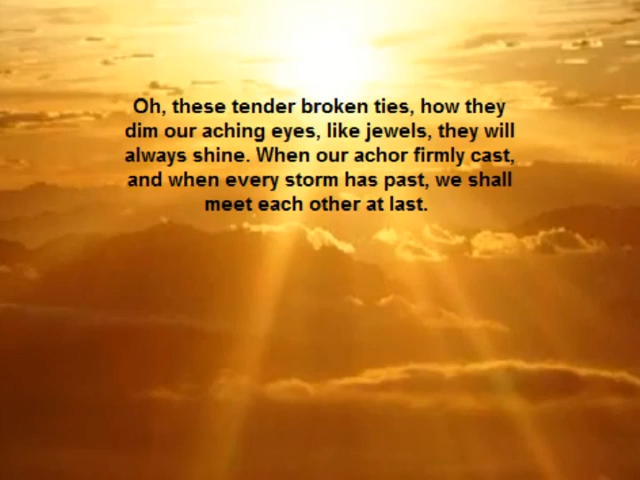 Oh, these tender broken ties, how they
dim our aching eyes, like jewels, they will
always shine. When our achor firmly cast,
and when every storm has past, we shall
meet each other at last.